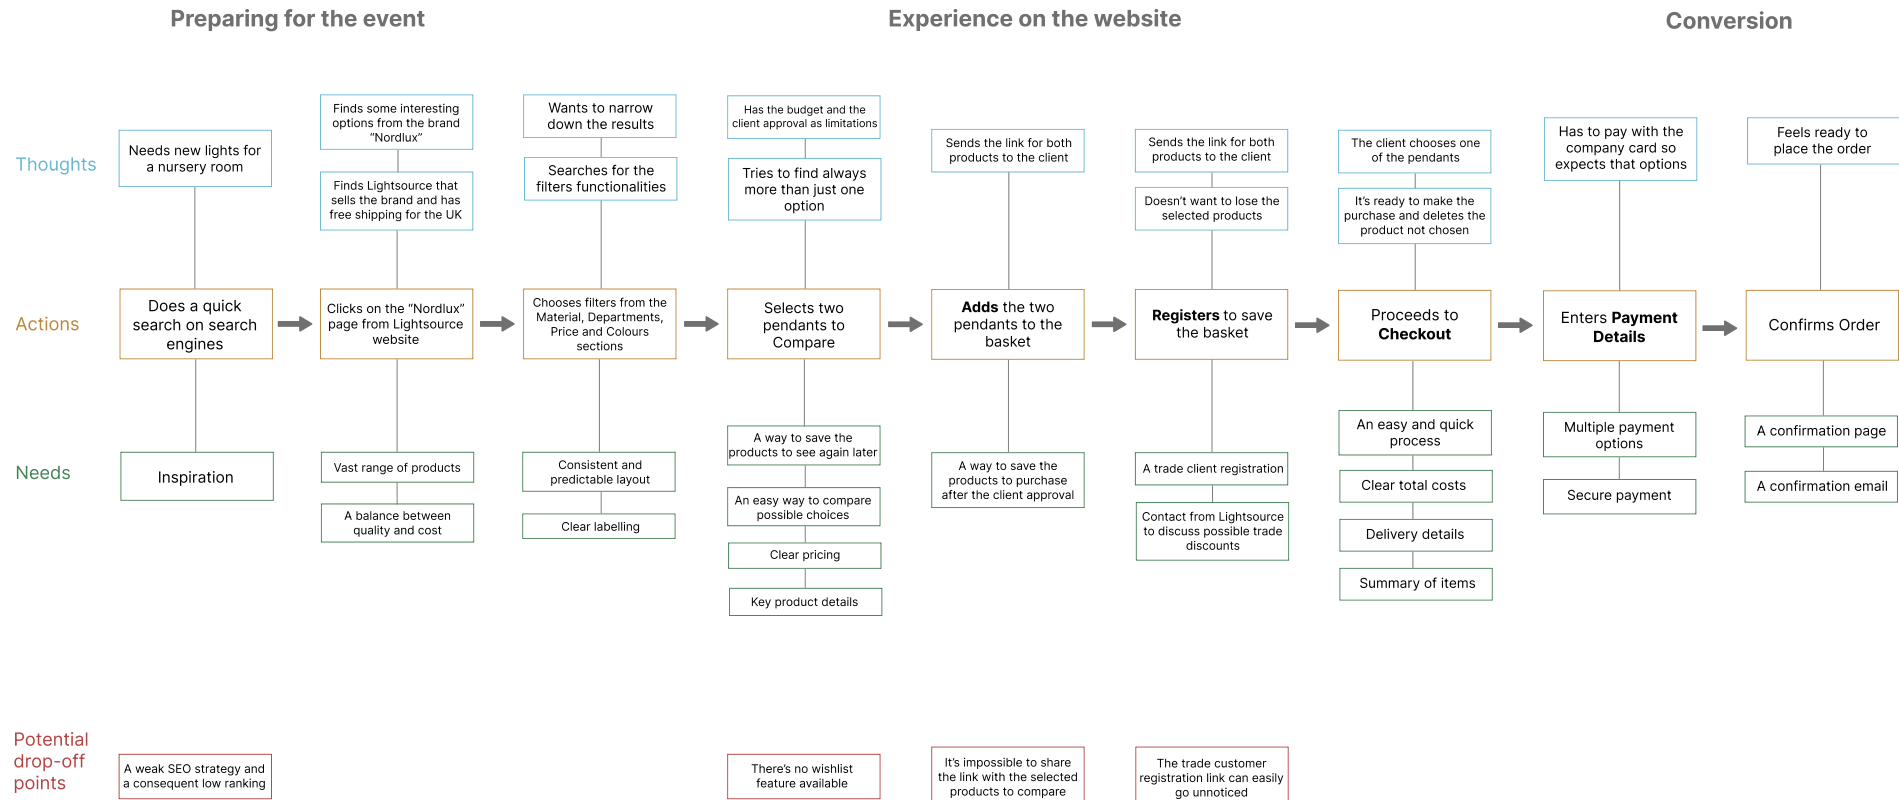 Preparing for the event
Experience on the website
Conversion
Thoughts
Needs new lights for
a nursery room
Finds some interesting
options from the brand
“Nordlux”
Finds Lightsource that
sells the brand and has
free shipping for the UK
Wants to narrow
down the results
Searches for the
filters functionalities
Has the budget and the
client approval as limitations
Tries to find always
more than just one
option
Sends the link for both
products to the client
Sends the link for both
products to the client
Doesn’t want to lose the
selected products
The client chooses one
of the pendants
It’s ready to make the
purchase and deletes the
product not chosen
Has to pay with the
company card so
expects that options
Feels ready to
place the order
Actions
Does a quick
search on search
engines
Clicks on the “Nordlux”
page from Lightsource
website
Chooses filters from the
Material, Departments,
Price and Colours
sections
Selects two
pendants to
Compare
Adds the two
pendants to the
basket
Registers to save
the basket
Proceeds to
Checkout
Enters Payment
Details
Confirms Order
Needs
Inspiration
Vast range of products
A balance between
quality and cost
Consistent and
predictable layout
Clear labelling
A way to save the
products to see again later
An easy way to compare
possible choices
Clear pricing
Key product details
A way to save the
products to purchase
after the client approval
A trade client registration
Contact from Lightsource
to discuss possible trade
discounts
An easy and quick
process
Clear total costs
Delivery details
Summary of items
Multiple payment
options
Secure payment
A confirmation page
A confirmation email
Potential
drop-off
points
A weak SEO strategy and
a consequent low ranking
There’s no wishlist
feature available
It’s impossible to share
the link with the selected
products to compare
The trade customer
registration link can easily
go unnoticed